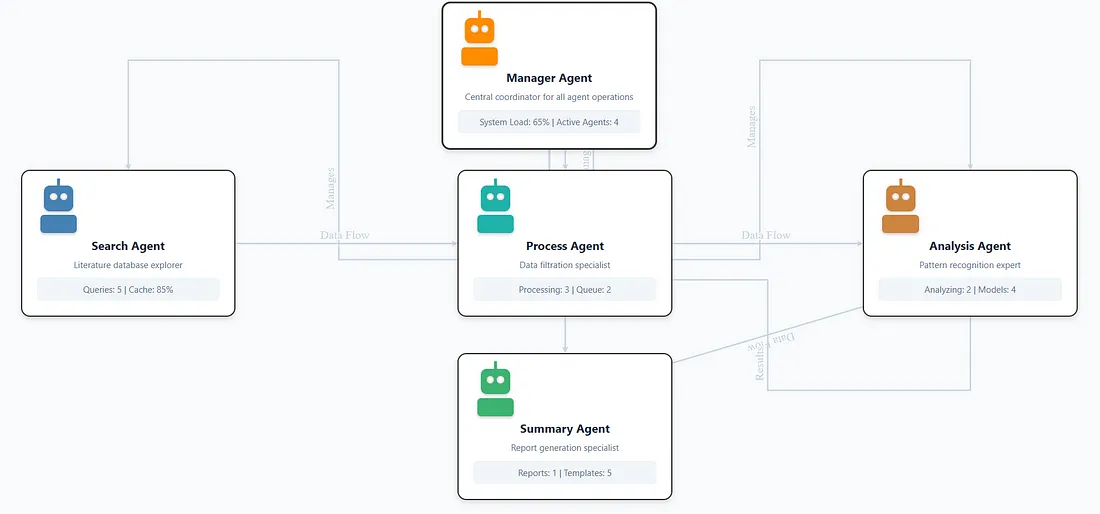 Manager Agent
Central coordinator for all agent operations
System Load: 65% | Active Agents: 4
Manages
Manages
Search Agent
Literature database explorer
Queries: 5 | Cache: 85%
Data Flow
Process Agent
Data filtration specialist
Processing: 3 | Queue: 2
Data Flow
Analysis Agent
Pattern recognition expert
Analyzing: 2 | Models: 4
Data Flow
Results
Summary Agent
Report generation specialist
Reports: 1 | Templates: 5